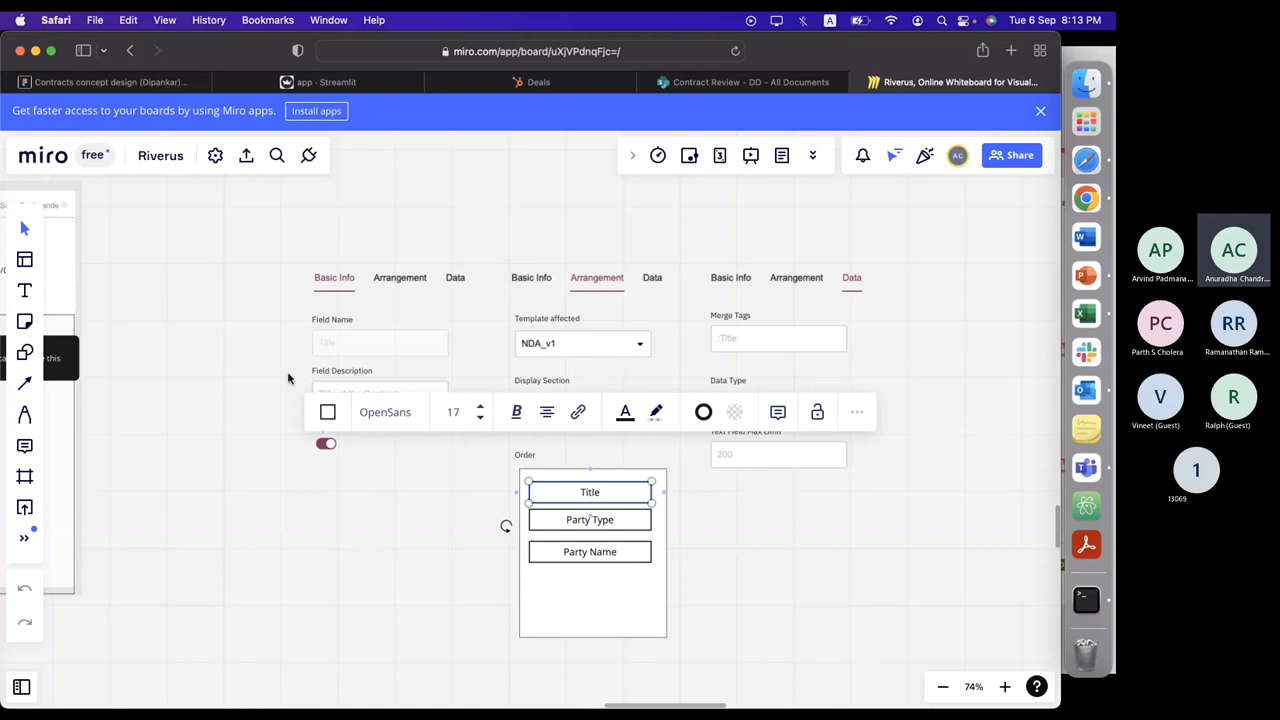 Safari File Edit View History Bookmarks Window Help
A
Tue 6 Sep 8:13 PM
miro.com/app/board/uXjVPdnqFjc=/
Contracts concept design (Dipankar)...
app · Streamlit
Deals
Contract Review - DD - All Documents
Riverus, Online Whiteboard for Visual...
Get faster access to your boards by using Miro apps.
Install apps
miro free
Riverus
3
AC
Share
Basic Info Arrangement Data
Basic Info Arrangement Data
Basic Info Arrangement Data
Field Name
Title
Template affected
NDA_v1
Merge Tags
:Title:
Field Description
Display Section
Data Type
this
OpenSans 17 B A
Text Field Max Limit
200
Order
Title
Party Type
Party Name
74%
?
AP
Arvind Padmana...
AC
Anuradha Chandr...
PC
Parth S Cholera
RR
Ramanathan Ram...
V
Vineet (Guest)
R
Ralph (Guest)
1
13069